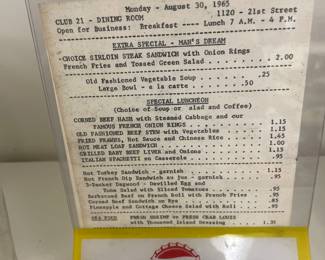 Monday - August 30, 1965
CLUB 21 - DINING ROOM 1120 - 21st Street
Open for Business: Breakfast ---- Lunch 7 A.M. - 4 P.M.
EXTRA SPECIAL - MAN'S DREAM
CHOICE SIRLOIN STEAK SANDWICH with Onion Rings
French Fries and Tossed Green Salad 2.00
Old Fashioned Vegetable Soup .25
Large Bowl - a la carte .50
SPECIAL LUNCHEON
(Choice of Soup or salad and Coffee)
CORNED BEEF HASH with Steamed Cabbage and our
FAMOUS FRENCH ONION RINGS 1.15
OLD FASHIONED BEEF STEW with Vegetables 1.15
FRIED PRAWNS, Hot Sauce and Chinese Rice 1.45
HOT MEAT LOAF SANDWICH 1.00
GRILLED BABY BEEF LIVER and Onions 1.15
ITALIAN SPAGHETTI en Casserole .95
Hot Turkey Sandwich - garnish 1.15
Hot French Dip Sandwich au jus - garnish .95
3-Decker Dogwood - Devilled Egg and
Tuna Salad with Sliced Tomatoes .95
Barbecued Beef on French Roll with French Fries .95
Corned Beef Sandwich on Rye .85
Pineapple and Cottage Cheese Salad with Roll .95
SEA FOOD FRESH SHRIMP or FRESH CRAB LOUIE
with Thousand Island Dressing 1.35